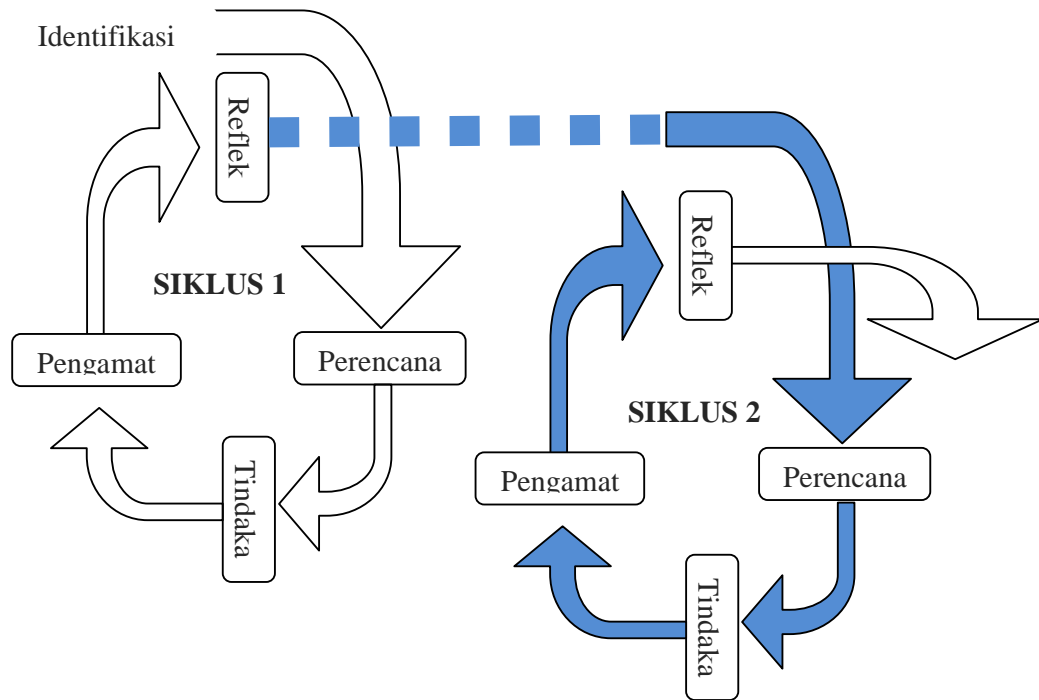 Identifikasi
Reflek
SIKLUS 1
Pengamat
Perencana
Tindaka
Reflek
SIKLUS 2
Pengamat
Perencana
Tindaka